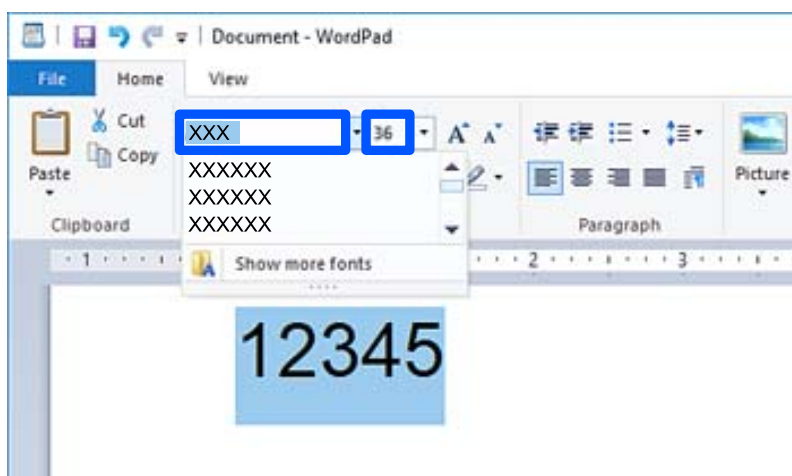 Document - WordPad
File Home View
Cut
Copy
Paste
Clipboard
XXX
36
A A
XXXXXX
XXXXXX
XXXXXX
Show more fonts
Paragraph
Picture
1 2 3
12345